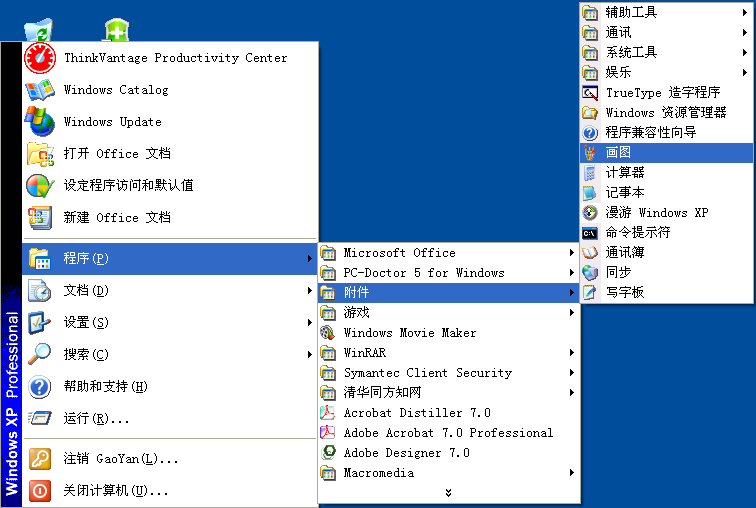 ThinkVantage Productivity Center
Windows Catalog
Windows Update
打开 Office 文档
设定程序访问和默认值
新建 Office 文档
程序(P)
文档(D)
设置(S)
搜索(C)
帮助和支持(H)
运行(R)...
注销 GaoYan(L)...
关闭计算机(U)...
Windows XP Professional
Microsoft Office
PC-Doctor 5 for Windows
附件
游戏
Windows Movie Maker
WinRAR
Symantec Client Security
清华同方知网
Acrobat Distiller 7.0
Adobe Acrobat 7.0 Professional
Adobe Designer 7.0
Macromedia
辅助工具
通讯
系统工具
娱乐
TrueType 造字程序
Windows 资源管理器
程序兼容性向导
画图
计算器
记事本
漫游 Windows XP
命令提示符
通讯簿
同步
写字板